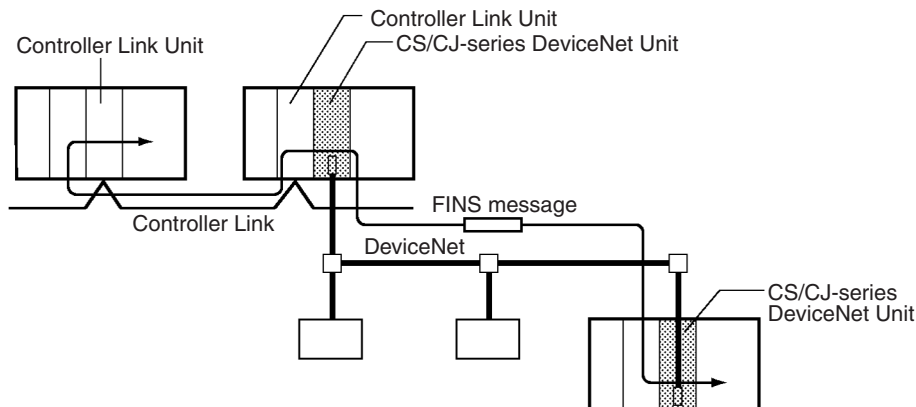 Controller Link Unit
CS/CJ-series DeviceNet Unit
Controller Link Unit
Controller Link
FINS message
DeviceNet
CS/CJ-series
DeviceNet Unit